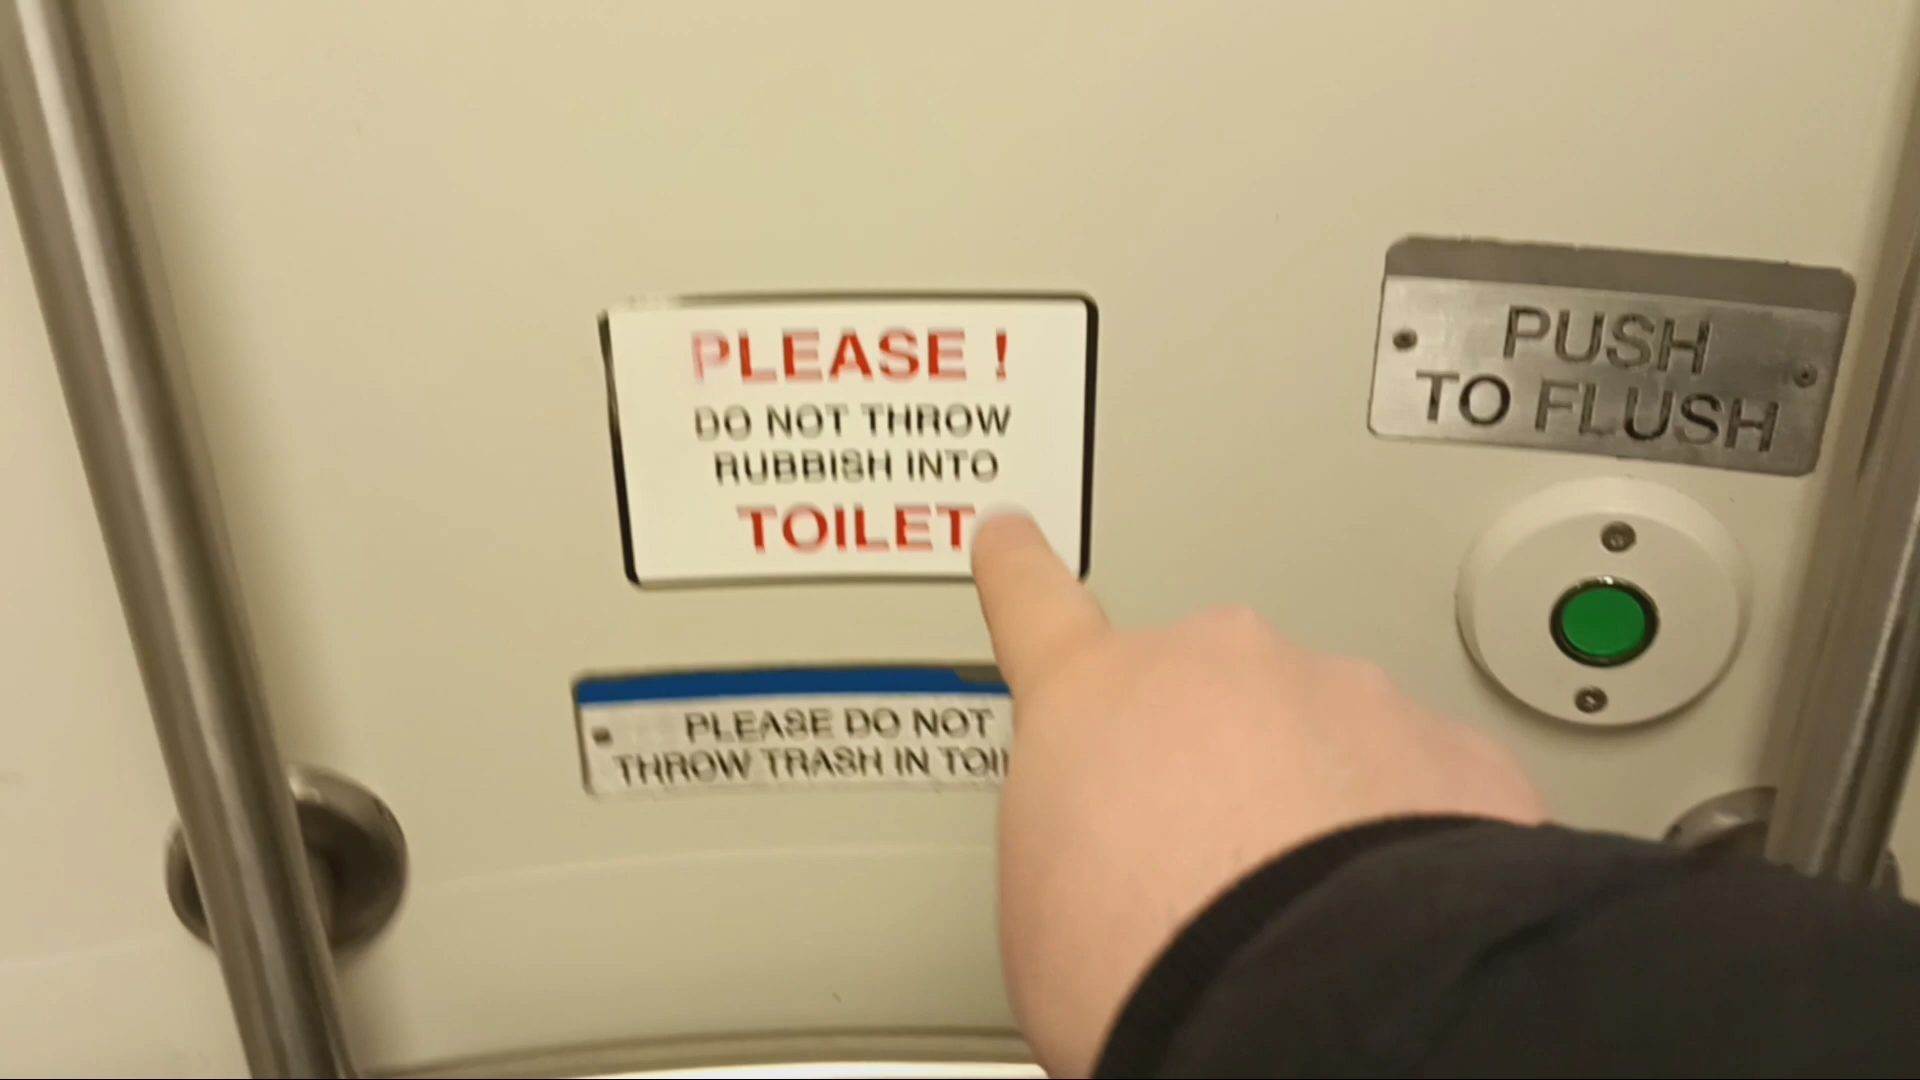 PLEASE !
DO NOT THROW
RUBBISH INTO
TOILET
PLEASE DO NOT
THROW TRASH IN
PUSH
TO FLUSH